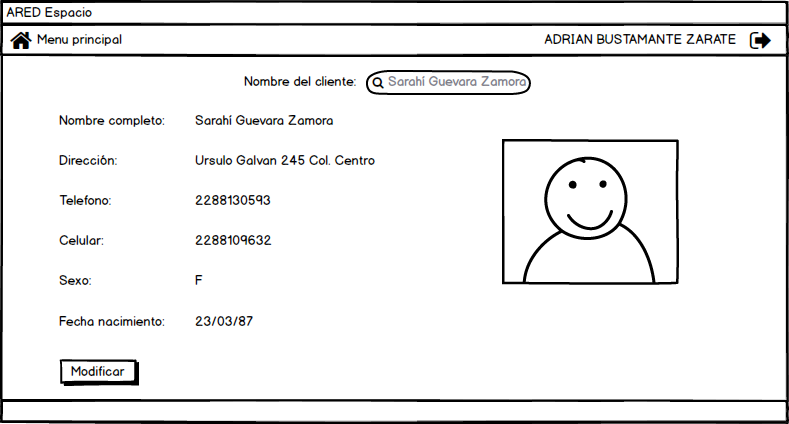 ARED Espacio
Menu principal ADRIAN BUSTAMANTE ZARATE
Nombre del cliente: Sarahí Guevara Zamora
Nombre completo: Sarahí Guevara Zamora
Dirección: Ursulo Galvan 245 Col. Centro
Telefono: 2288130593
Celular: 2288109632
Sexo: F
Fecha nacimiento: 23/03/87
Modificar